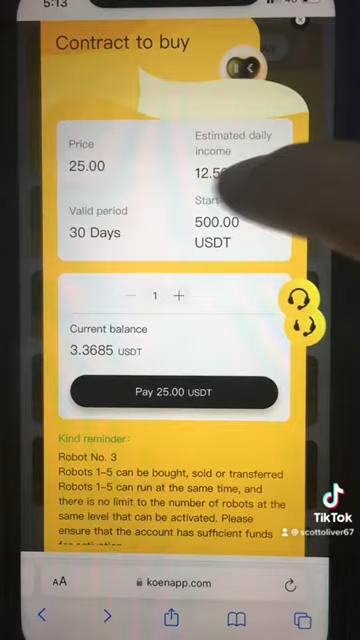 5:13
Contract to buy
Price
25.00
Estimated daily
income
Valid period
30 Days
500.00
USDT
1
Current balance
3.3685 USDT
Pay 25.00 USDT
Kind reminder:
Robot No. 3
Robots 1-5 can be bought, sold or transferred
Robots 1-5 can run at the same time, and
there is no limit to the number of robots at the
same level that can be activated. Please
ensure that the account has sufficient funds
TikTok
@scottoliver67
AA
koenapp.com